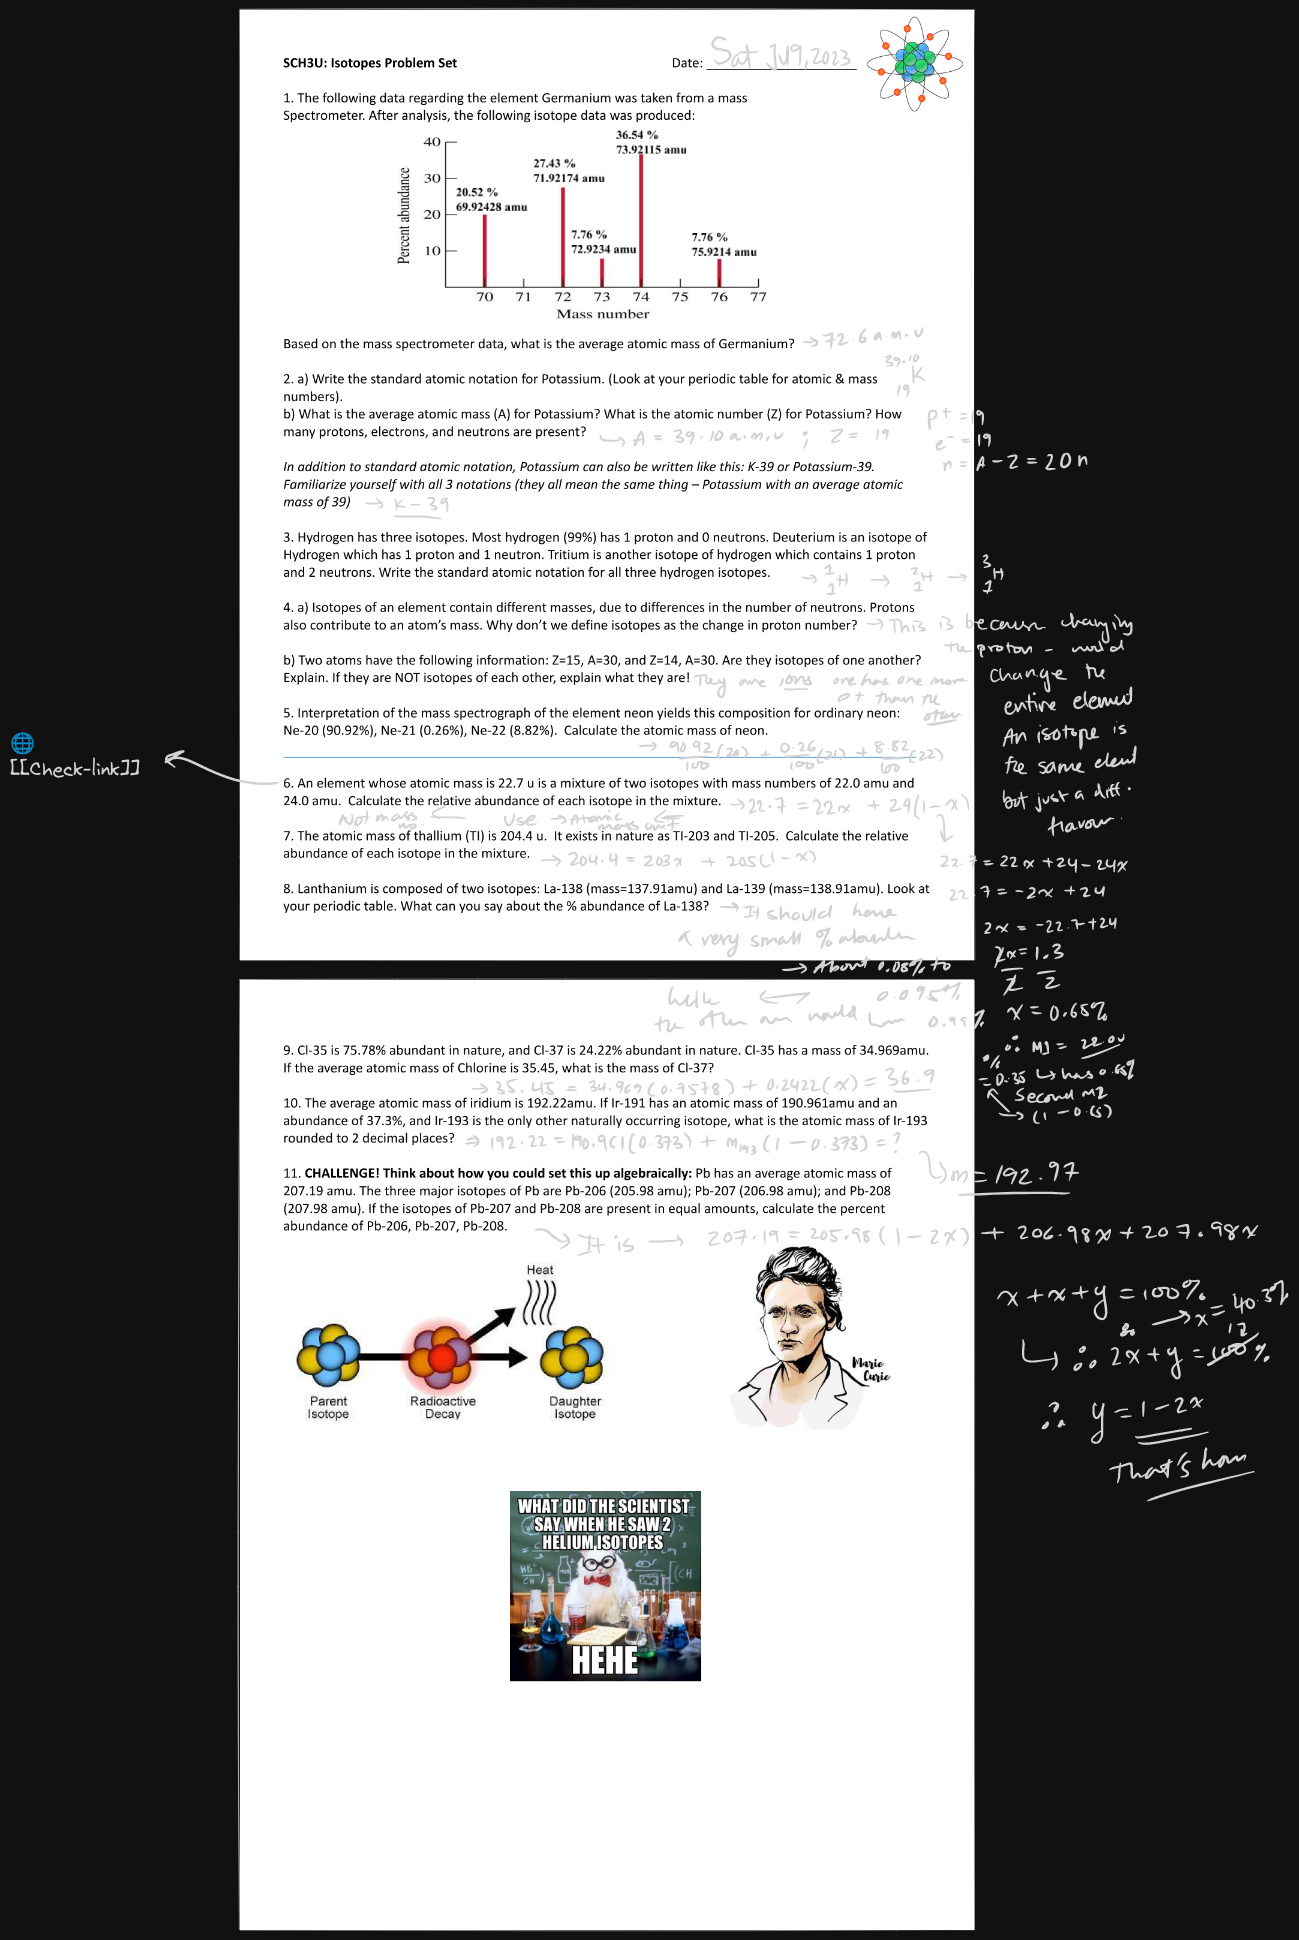 SCH3U: Isotopes Problem Set
Date: Sat Jul 9, 2023
1. The following data regarding the element Germanium was taken from a mass
Spectrometer. After analysis, the following isotope data was produced:
Percent abundance
40
30
20
10
20.52 %
69.92428 amu
27.43 %
71.92174 amu
7.76 %
72.9234 amu
36.54 %
73.92115 amu
7.76 %
75.9214 amu
70 71 72 73 74 75 76 77
Mass number
Based on the mass spectrometer data, what is the average atomic mass of Germanium? → 72.6 a.m.u
2. a) Write the standard atomic notation for Potassium. (Look at your periodic table for atomic & mass
numbers).
39.10
K
19
b) What is the average atomic mass (A) for Potassium? What is the atomic number (Z) for Potassium? How
many protons, electrons, and neutrons are present? ↳ A = 39.10 a.m.u ; Z = 19
p+ = 19
e- = 19
n = A - Z = 20 n
In addition to standard atomic notation, Potassium can also be written like this: K-39 or Potassium-39.
Familiarize yourself with all 3 notations (they all mean the same thing – Potassium with an average atomic
mass of 39) → K - 39
3. Hydrogen has three isotopes. Most hydrogen (99%) has 1 proton and 0 neutrons. Deuterium is an isotope of
Hydrogen which has 1 proton and 1 neutron. Tritium is another isotope of hydrogen which contains 1 proton
and 2 neutrons. Write the standard atomic notation for all three hydrogen isotopes.
→ ¹₁H → ²₁H → ³₁H
4. a) Isotopes of an element contain different masses, due to differences in the number of neutrons. Protons
also contribute to an atom's mass. Why don't we define isotopes as the change in proton number? → This is because changing
the proton - would
change the
entire element
An isotope is
the same element
but just a diff.
flavour.
b) Two atoms have the following information: Z=15, A=30, and Z=14, A=30. Are they isotopes of one another?
Explain. If they are NOT isotopes of each other, explain what they are! They are ions one has one more
p+ than the
other.
5. Interpretation of the mass spectrograph of the element neon yields this composition for ordinary neon:
Ne-20 (90.92%), Ne-21 (0.26%), Ne-22 (8.82%). Calculate the atomic mass of neon.
→ 90.92/100 (20) + 0.26/100 (21) + 8.82/100 (22)
[[Check-link]]
6. An element whose atomic mass is 22.7 u is a mixture of two isotopes with mass numbers of 22.0 amu and
24.0 amu. Calculate the relative abundance of each isotope in the mixture. → 22.7 = 22x + 24(1-x)
Not mass no. ← Use → Atomic mass unit
22.7 = 22x + 24 - 24x
22.7 = -2x + 24
2x = -22.7 + 24
2x = 1.3
2 2
x = 0.65%
∴ M1 = 22.0u
↳ has 0.65%
Second M2
→ (1 - 0.65)
% = 0.35
7. The atomic mass of thallium (TI) is 204.4 u. It exists in nature as TI-203 and TI-205. Calculate the relative
abundance of each isotope in the mixture. → 204.4 = 203x + 205(1-x)
8. Lanthanium is composed of two isotopes: La-138 (mass=137.91amu) and La-139 (mass=138.91amu). Look at
your periodic table. What can you say about the % abundance of La-138? → It should have
a very small %
→ About 0.08% to
0.095%
while ←
the other one would have 0.99%
9. Cl-35 is 75.78% abundant in nature, and Cl-37 is 24.22% abundant in nature. Cl-35 has a mass of 34.969amu.
If the average atomic mass of Chlorine is 35.45, what is the mass of Cl-37?
→ 35.45 = 34.969(0.7578) + 0.2422(x) = 36.9
10. The average atomic mass of iridium is 192.22amu. If Ir-191 has an atomic mass of 190.961amu and an
abundance of 37.3%, and Ir-193 is the only other naturally occurring isotope, what is the atomic mass of Ir-193
rounded to 2 decimal places? ⇒ 192.22 = 190.961(0.373) + m193(1 - 0.373) = ?
↳ m = 192.97
11. CHALLENGE! Think about how you could set this up algebraically: Pb has an average atomic mass of
207.19 amu. The three major isotopes of Pb are Pb-206 (205.98 amu); Pb-207 (206.98 amu); and Pb-208
(207.98 amu). If the isotopes of Pb-207 and Pb-208 are present in equal amounts, calculate the percent
abundance of Pb-206, Pb-207, Pb-208.
→ It is → 207.19 = 205.98(1-2x) + 206.98x + 207.98x
x + x + y = 100%
so → x = 40.3%
↳ ∴ 2x + y = 100%
∴ y = 1 - 2x
That's how
Heat
Parent
Isotope
Radioactive
Decay
Daughter
Isotope
Marie
Curie
WHAT DID THE SCIENTIST
SAY WHEN HE SAW 2
HELIUM ISOTOPES
HEHE